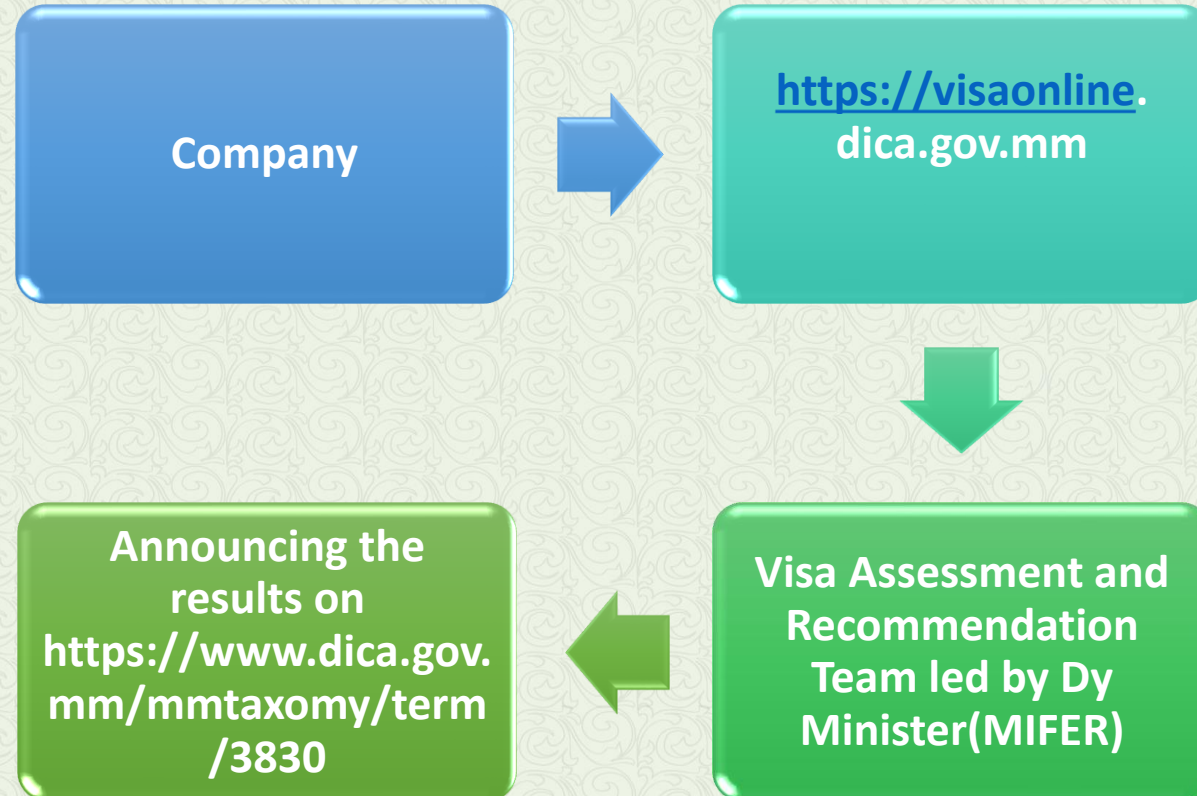 Company
https://visaonline.
dica.gov.mm
Visa Assessment and
Recommendation
Team led by Dy
Minister(MIFER)
Announcing the
results on
https://www.dica.gov.
mm/mmtaxomy/term
/3830